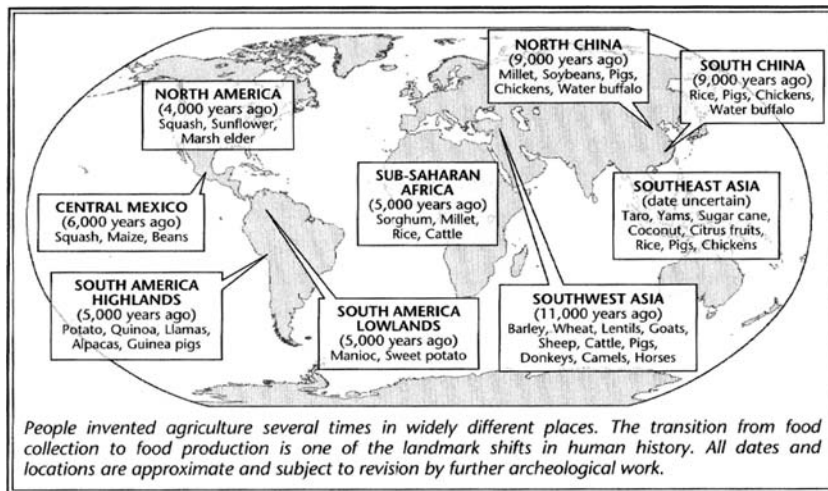 NORTH CHINA
(9,000 years ago)
Millet, Soybeans, Pigs,
Chickens, Water buffalo
SOUTH CHINA
(9,000 years ago)
Rice, Pigs, Chickens,
Water buffalo
NORTH AMERICA
(4,000 years ago)
Squash, Sunflower,
Marsh elder
SUB-SAHARAN
AFRICA
(5,000 years ago)
Sorghum, Millet,
Rice, Cattle
SOUTHEAST ASIA
(date uncertain)
Taro, Yams, Sugar cane,
Coconut, Citrus fruits,
Rice, Pigs, Chickens
CENTRAL MEXICO
(6,000 years ago)
Squash, Maize, Beans
SOUTH AMERICA
HIGHLANDS
(5,000 years ago)
Potato, Quinoa, Llamas,
Alpacas, Guinea pigs
SOUTH AMERICA
LOWLANDS
(5,000 years ago)
Manioc, Sweet potato
SOUTHWEST ASIA
(11,000 years ago)
Barley, Wheat, Lentils, Goats,
Sheep, Cattle, Pigs,
Donkeys, Camels, Horses
People invented agriculture several times in widely different places. The transition from food
collection to food production is one of the landmark shifts in human history. All dates and
locations are approximate and subject to revision by further archeological work.